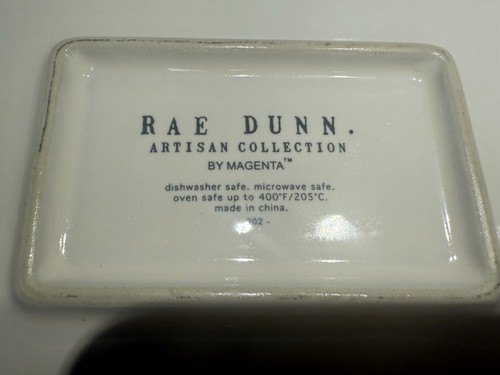 RAE DUNN.
ARTISAN COLLECTION
BY MAGENTA™
dishwasher safe. microwave safe.
oven safe up to 400°F/205°C.
made in china.